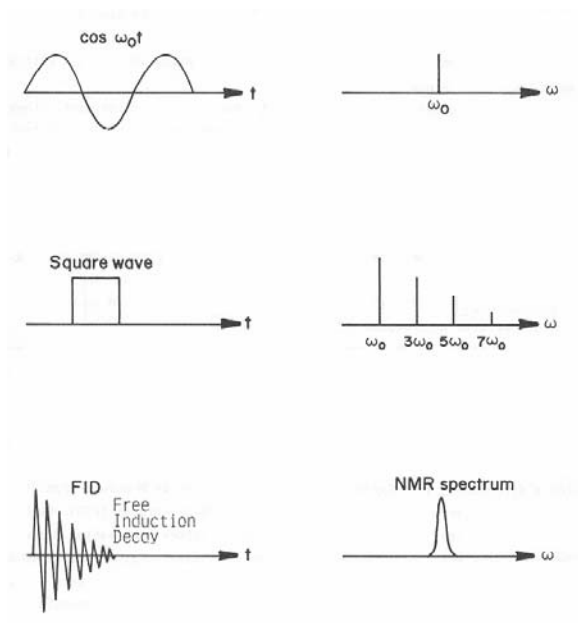 cos ω₀t
t
ω
ω₀
Square wave
t
ω
ω₀ 3ω₀ 5ω₀ 7ω₀
FID
Free
Induction
Decay
t
NMR spectrum
ω